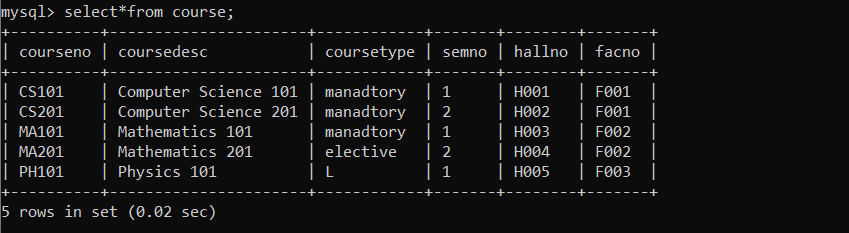 mysql> select*from course;
+----------+----------------------+------------+-------+--------+-------+
| courseno | coursedesc           | coursetype | semno | hallno | facno |
+----------+----------------------+------------+-------+--------+-------+
| CS101    | Computer Science 101 | manadtory  | 1     | H001   | F001  |
| CS201    | Computer Science 201 | manadtory  | 2     | H002   | F001  |
| MA101    | Mathematics 101      | manadtory  | 1     | H003   | F002  |
| MA201    | Mathematics 201      | elective   | 2     | H004   | F002  |
| PH101    | Physics 101          | L          | 1     | H005   | F003  |
+----------+----------------------+------------+-------+--------+-------+
5 rows in set (0.02 sec)